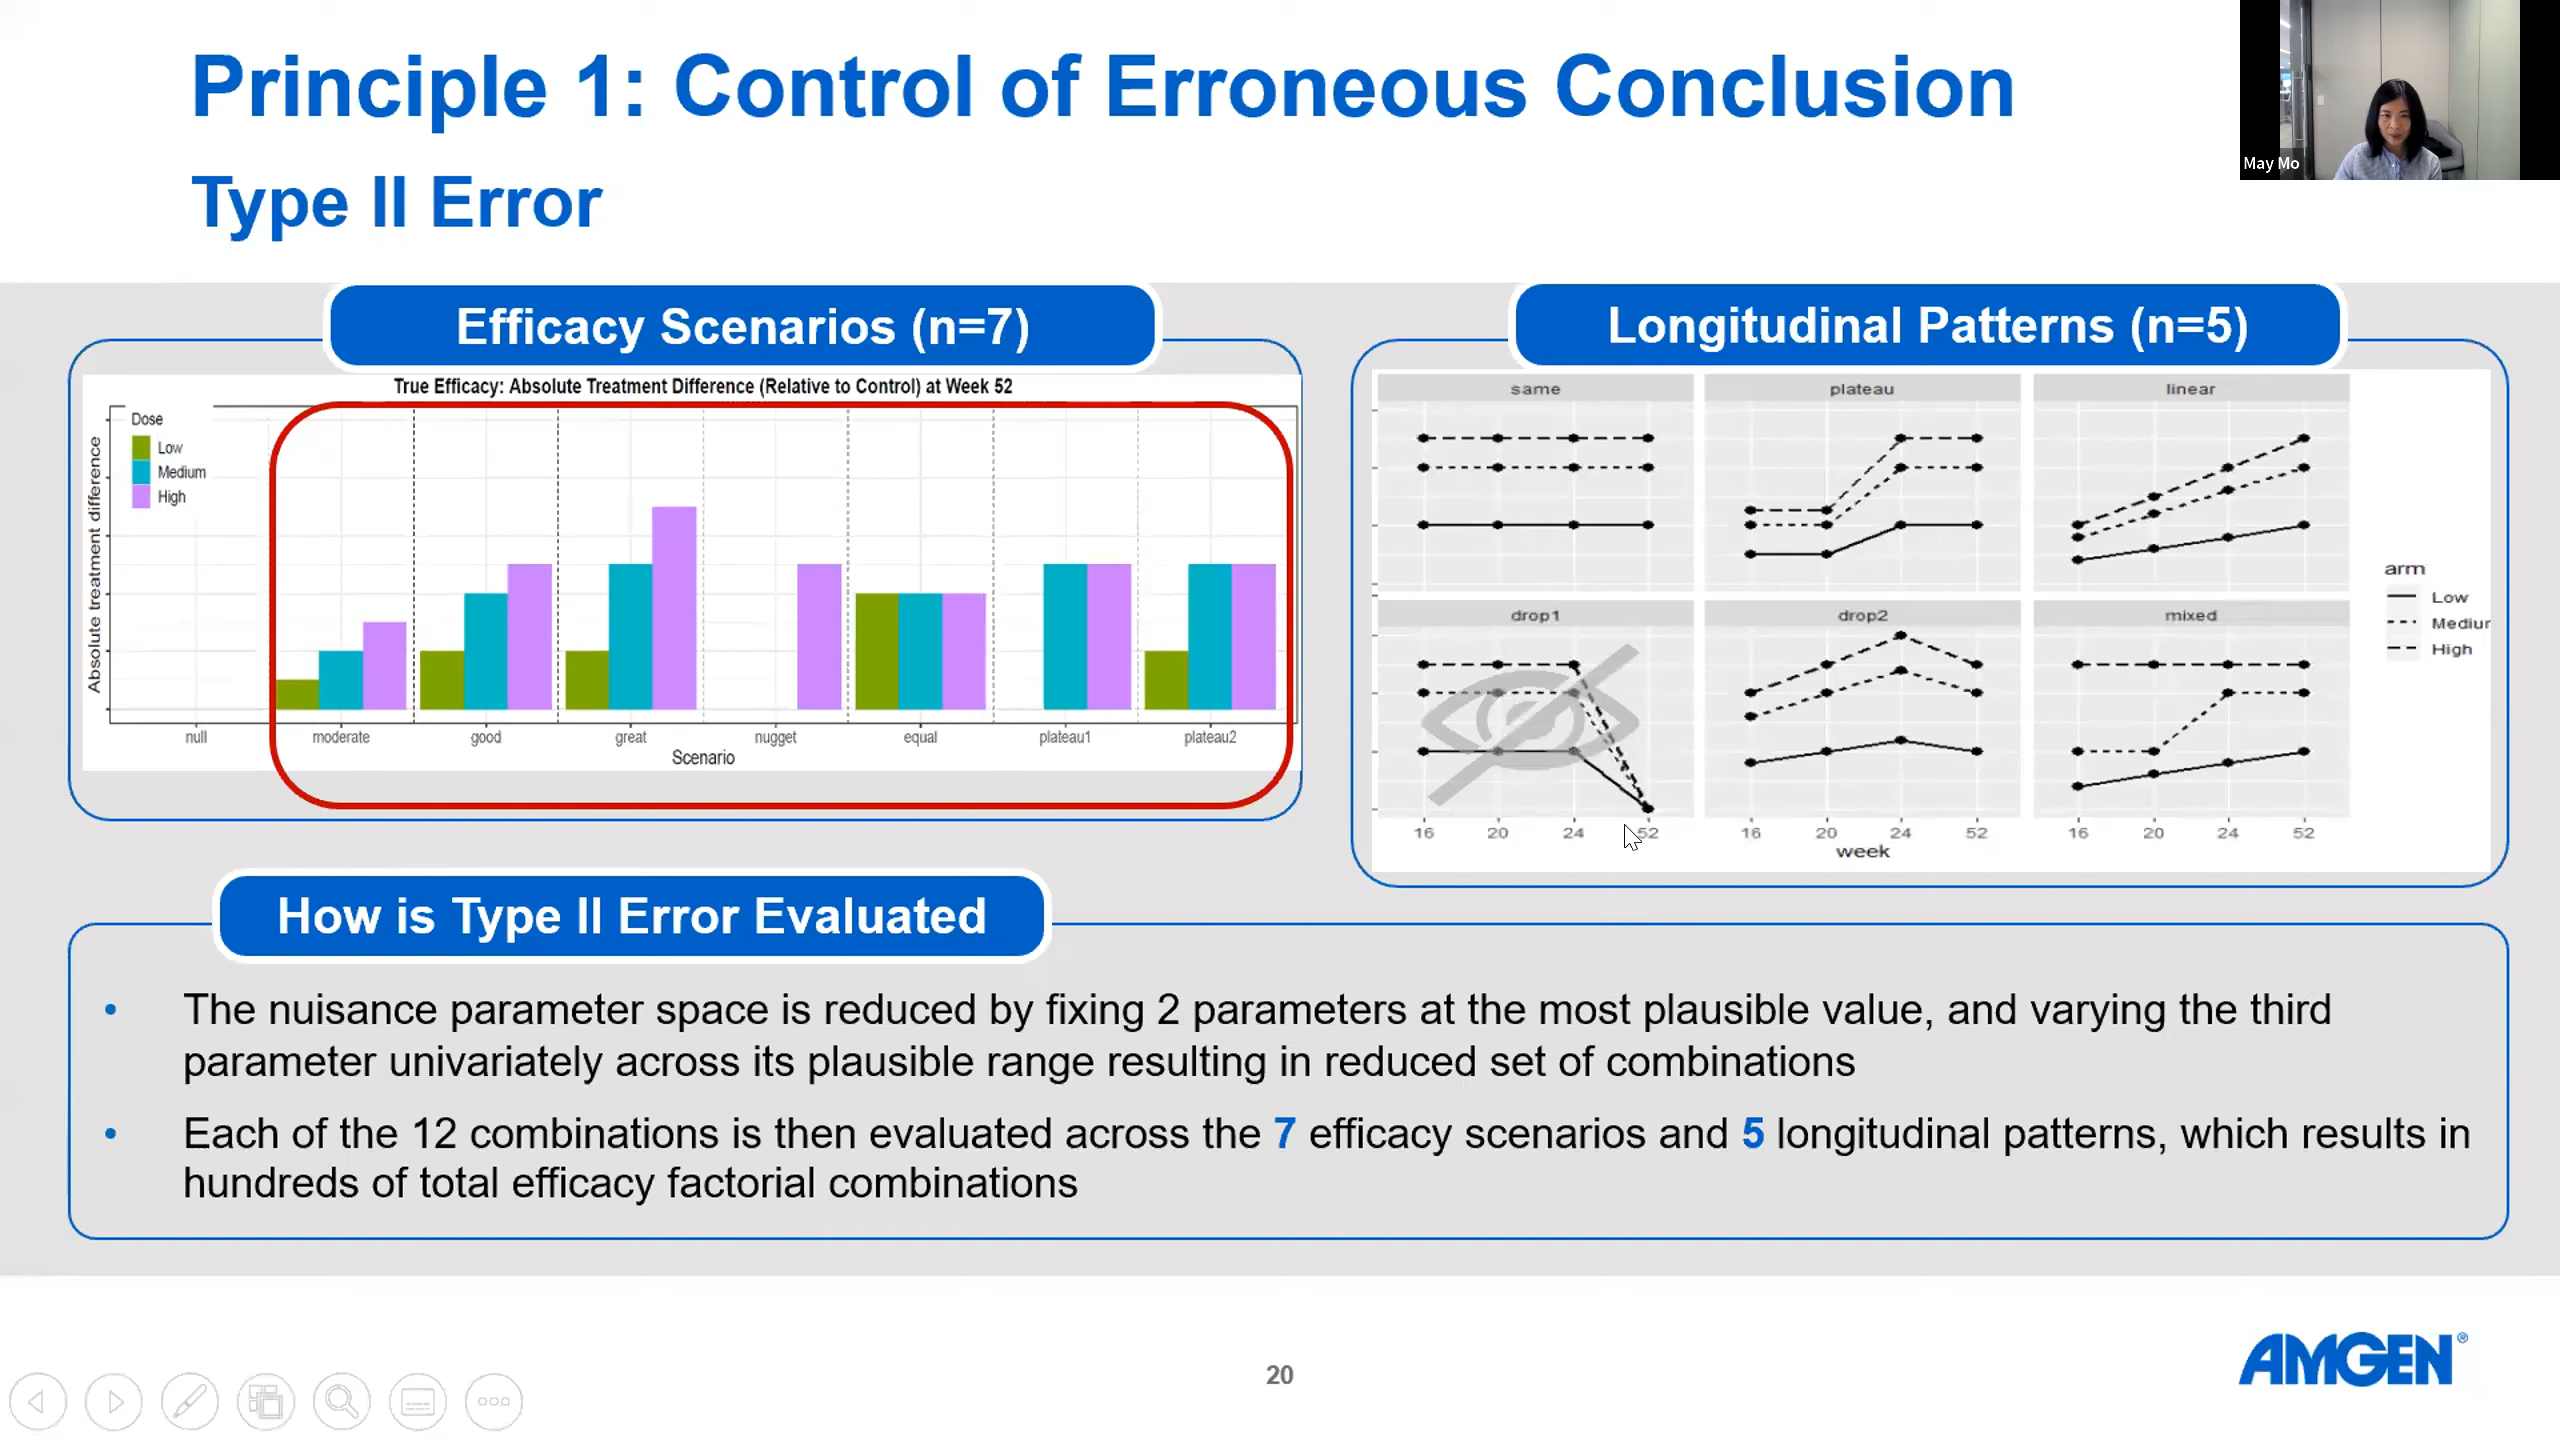 Principle 1: Control of Erroneous Conclusion
Type II Error
May Mo
Efficacy Scenarios (n=7)
True Efficacy: Absolute Treatment Difference (Relative to Control) at Week 52
Absolute treatment difference
Dose
Low
Medium
High
null moderate good great nugget equal plateau1 plateau2
Scenario
Longitudinal Patterns (n=5)
same plateau linear
drop1 drop2 mixed
16 20 24 52 16 20 24 52 16 20 24 52
week
arm
Low
Mediur
High
How is Type II Error Evaluated
• The nuisance parameter space is reduced by fixing 2 parameters at the most plausible value, and varying the third
parameter univariately across its plausible range resulting in reduced set of combinations
• Each of the 12 combinations is then evaluated across the 7 efficacy scenarios and 5 longitudinal patterns, which results in
hundreds of total efficacy factorial combinations
20
AMGEN®